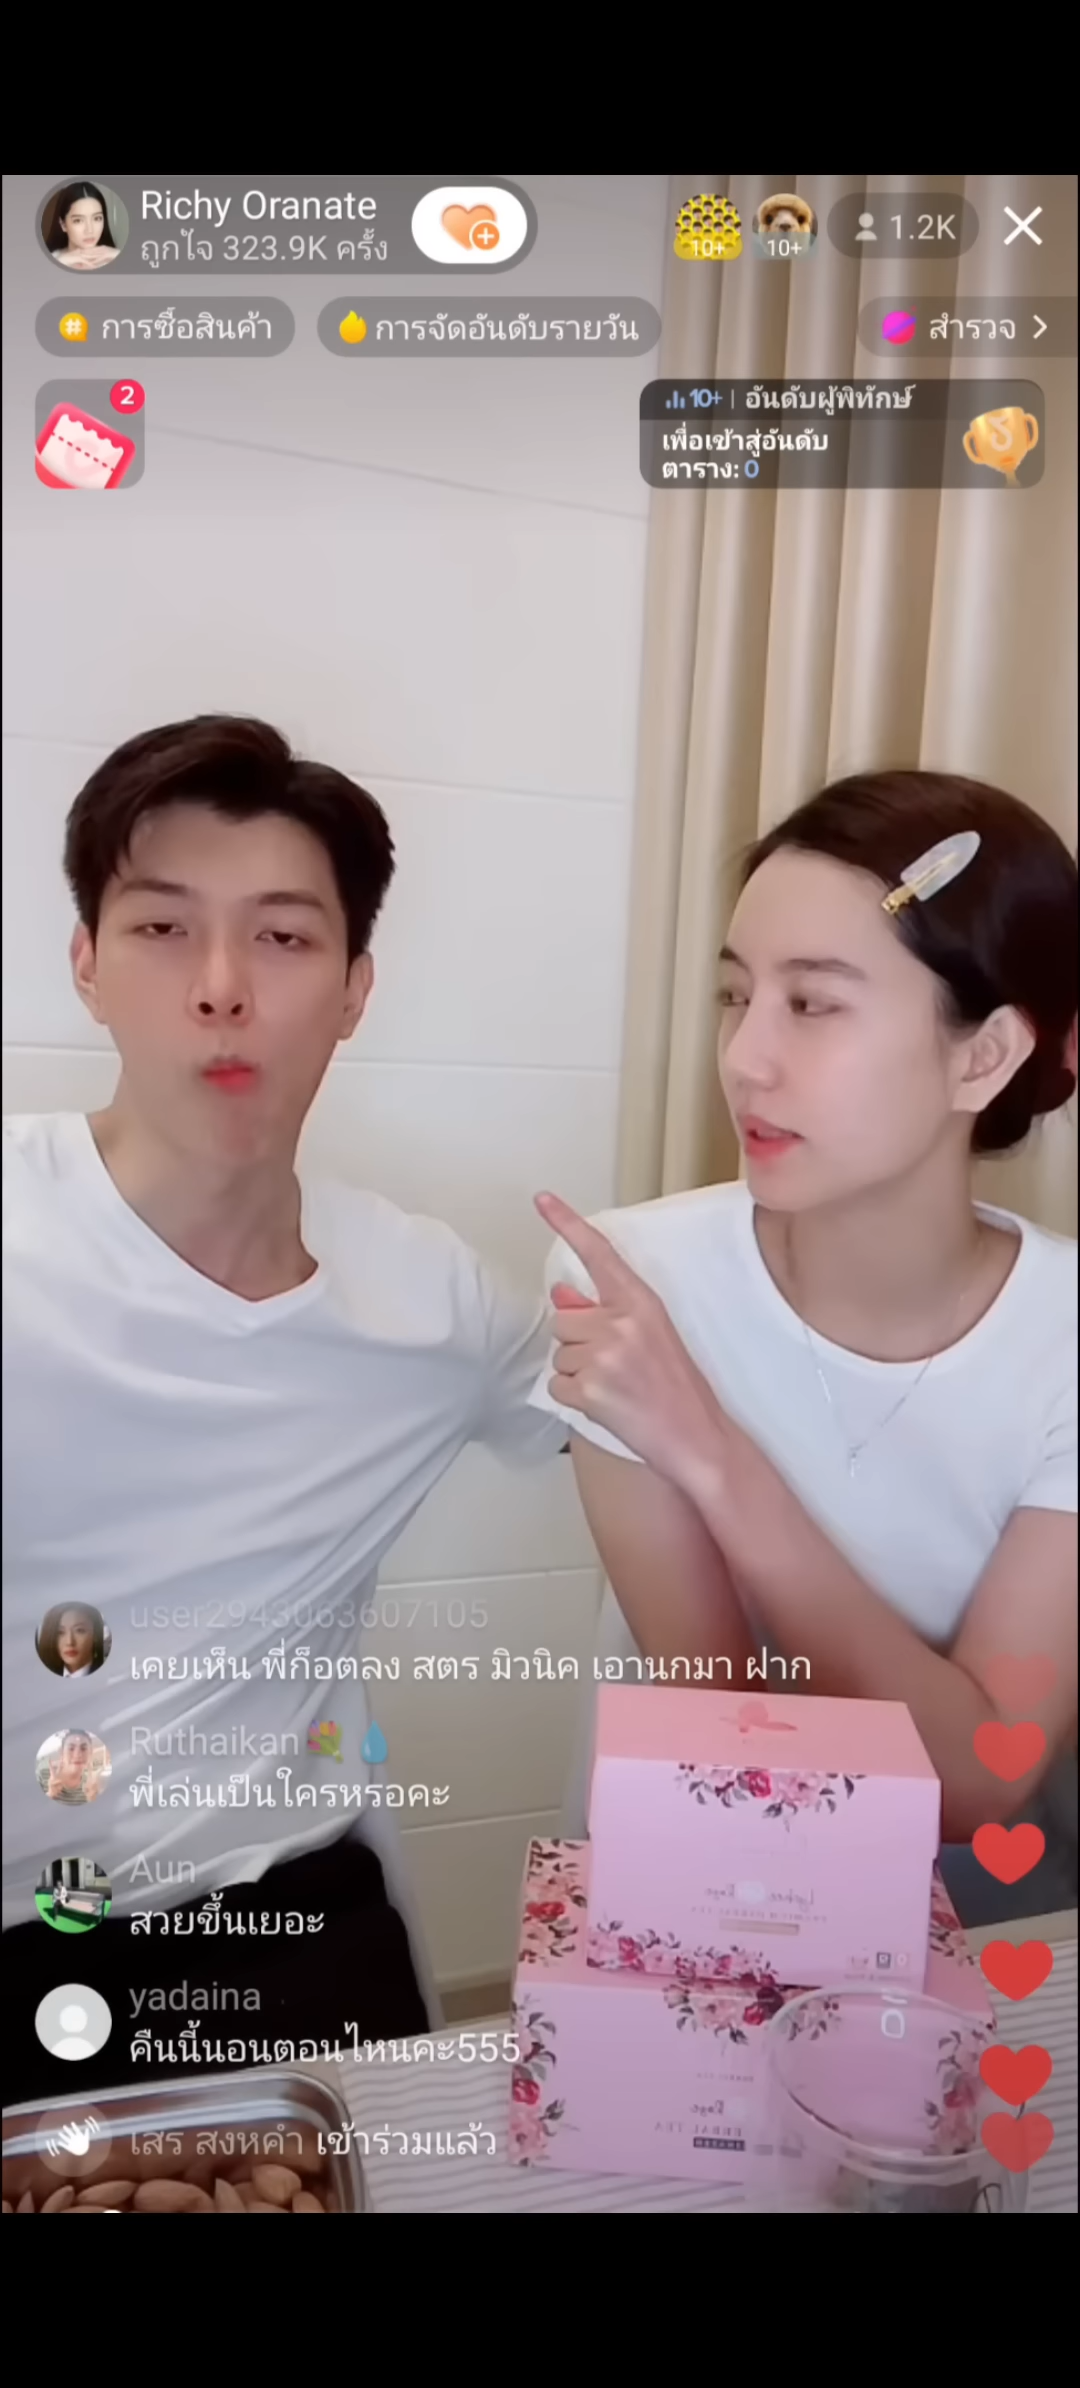 Richy Oranate
ถูกใจ 323.9K ครั้ง
10+
10+
1.2K
การซื้อสินค้า
การจัดอันดับรายวัน
สำรวจ
2
10+ | อันดับผู้พิทักษ์
เพื่อเข้าสู่อันดับ
ตาราง: 0
user2943063607105
เคยเห็น พี่ก็อตลง สตร มิวนิค เอานกมา ฝาก
Ruthaikan
พี่เล่นเป็นใครหรอคะ
Aun
สวยขึ้นเยอะ
yadaina
คืนนี้นอนตอนไหนคะ555
เสร สงหคำ เข้าร่วมแล้ว
Lychee Rose
Rose
HERBAL TEA